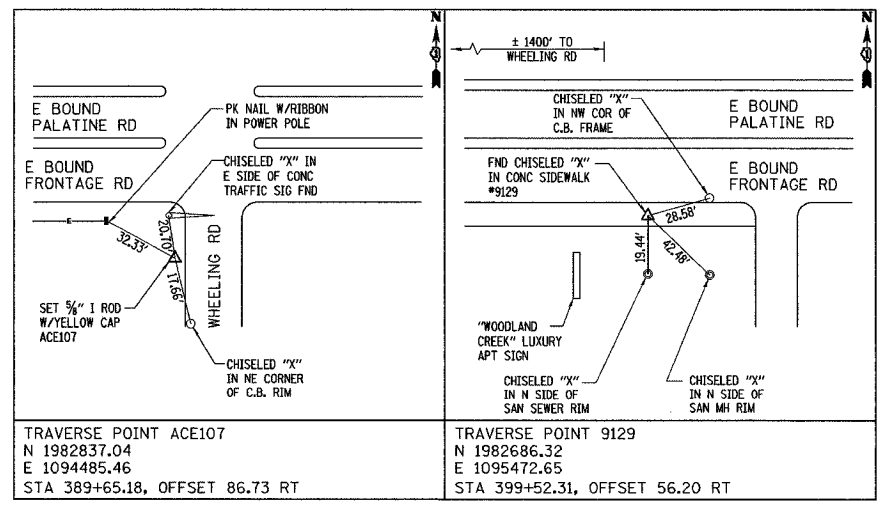 N
E BOUND
PALATINE RD
PK NAIL W/RIBBON
IN POWER POLE
E BOUND
FRONTAGE RD
CHISELED "X" IN
E SIDE OF CONC
TRAFFIC SIG FND
E
32.33'
20.70'
17.66'
WHEELING RD
SET ⅝" I ROD
W/YELLOW CAP
ACE107
CHISELED "X"
IN NE CORNER
OF C.B. RIM
TRAVERSE POINT ACE107
N 1982837.04
E 1094485.46
STA 389+65.18, OFFSET 86.73 RT
N
± 1400' TO
WHEELING RD
CHISELED "X"
IN NW COR OF
C.B. FRAME
E BOUND
PALATINE RD
FND CHISELED "X"
IN CONC SIDEWALK
#9129
E BOUND
FRONTAGE RD
28.58'
19.44'
42.48'
"WOODLAND
CREEK" LUXURY
APT SIGN
CHISELED "X"
IN N SIDE OF
SAN SEWER RIM
CHISELED "X"
IN N SIDE OF
SAN MH RIM
TRAVERSE POINT 9129
N 1982686.32
E 1095472.65
STA 399+52.31, OFFSET 56.20 RT